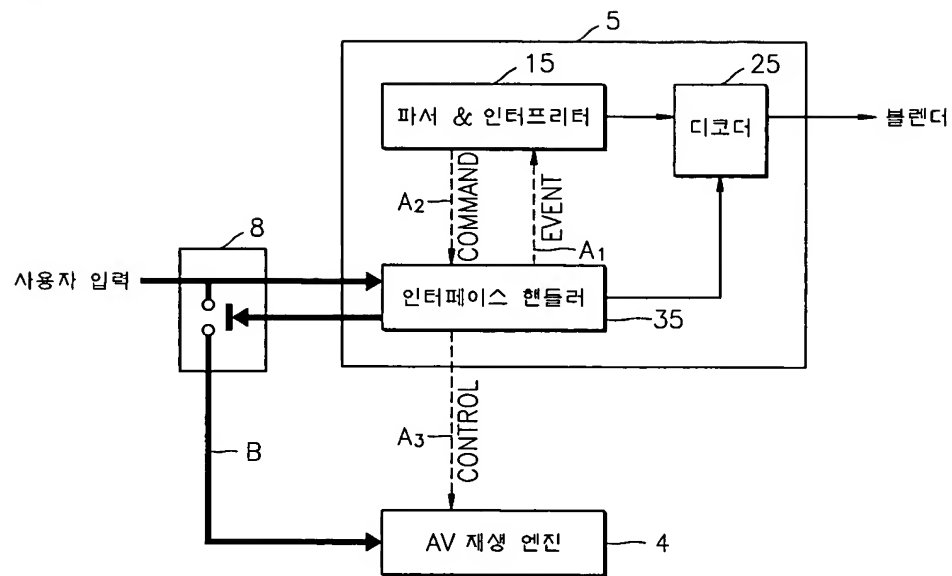 5
15
25
파서 & 인터프리터
디코더
블렌더
A2
COMMAND
EVENT
A1
8
사용자 입력
인터페이스 핸들러
35
A3
CONTROL
B
AV 재생 엔진
4